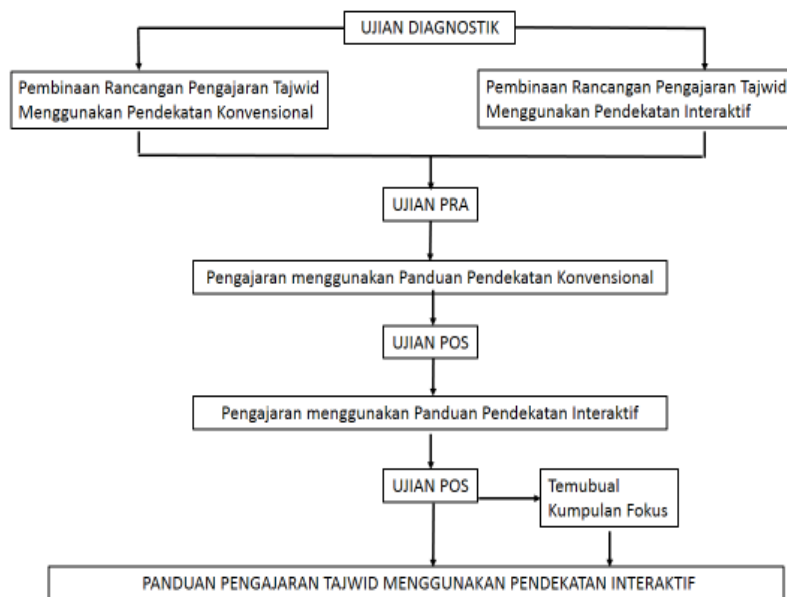 UJIAN DIAGNOSTIK
Pembinaan Rancangan Pengajaran Tajwid
Menggunakan Pendekatan Konvensional
Pembinaan Rancangan Pengajaran Tajwid
Menggunakan Pendekatan Interaktif
UJIAN PRA
Pengajaran menggunakan Panduan Pendekatan Konvensional
UJIAN POS
Pengajaran menggunakan Panduan Pendekatan Interaktif
UJIAN POS
Temubual
Kumpulan Fokus
PANDUAN PENGAJARAN TAJWID MENGGUNAKAN PENDEKATAN INTERAKTIF